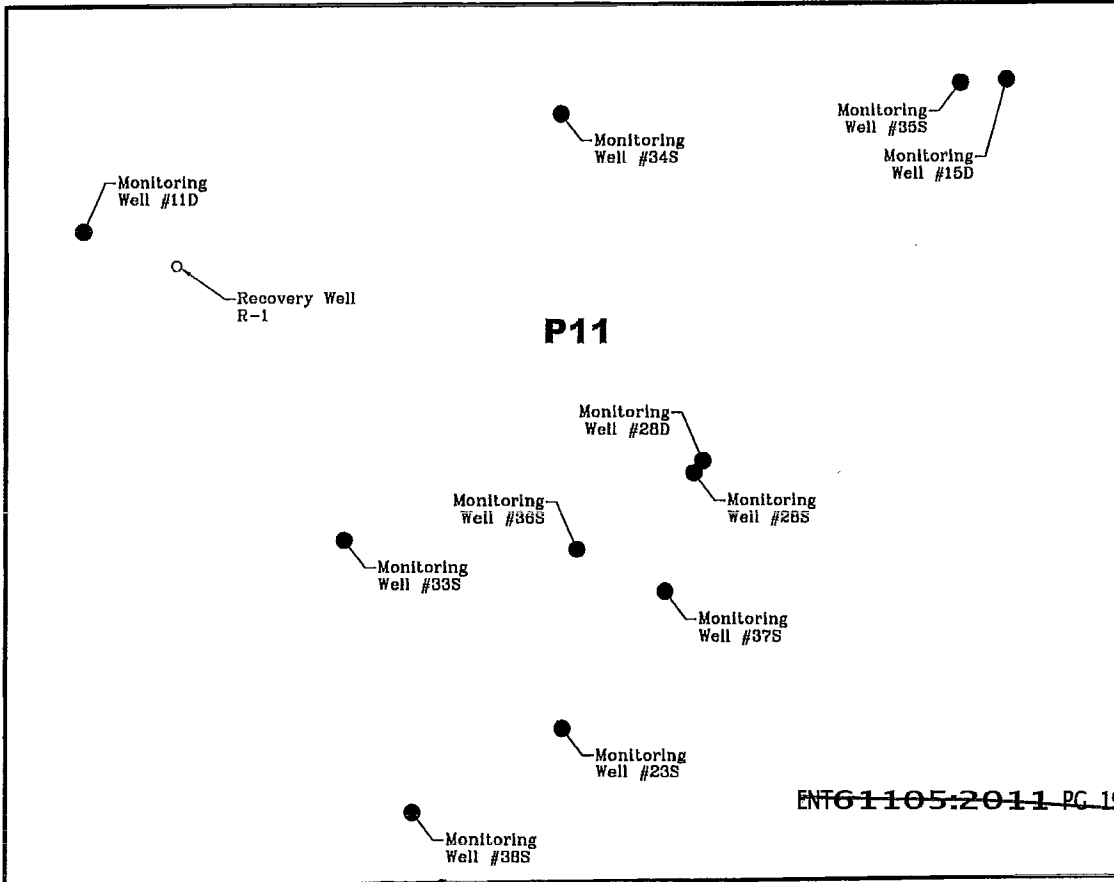 Monitoring
Well #35S
Monitoring
Well #34S
Monitoring
Well #15D
Monitoring
Well #11D
Recovery Well
R-1
P11
Monitoring
Well #28D
Monitoring
Well #28S
Monitoring
Well #36S
Monitoring
Well #33S
Monitoring
Well #37S
Monitoring
Well #23S
ENT61105:2011 PG 19
Monitoring
Well #38S